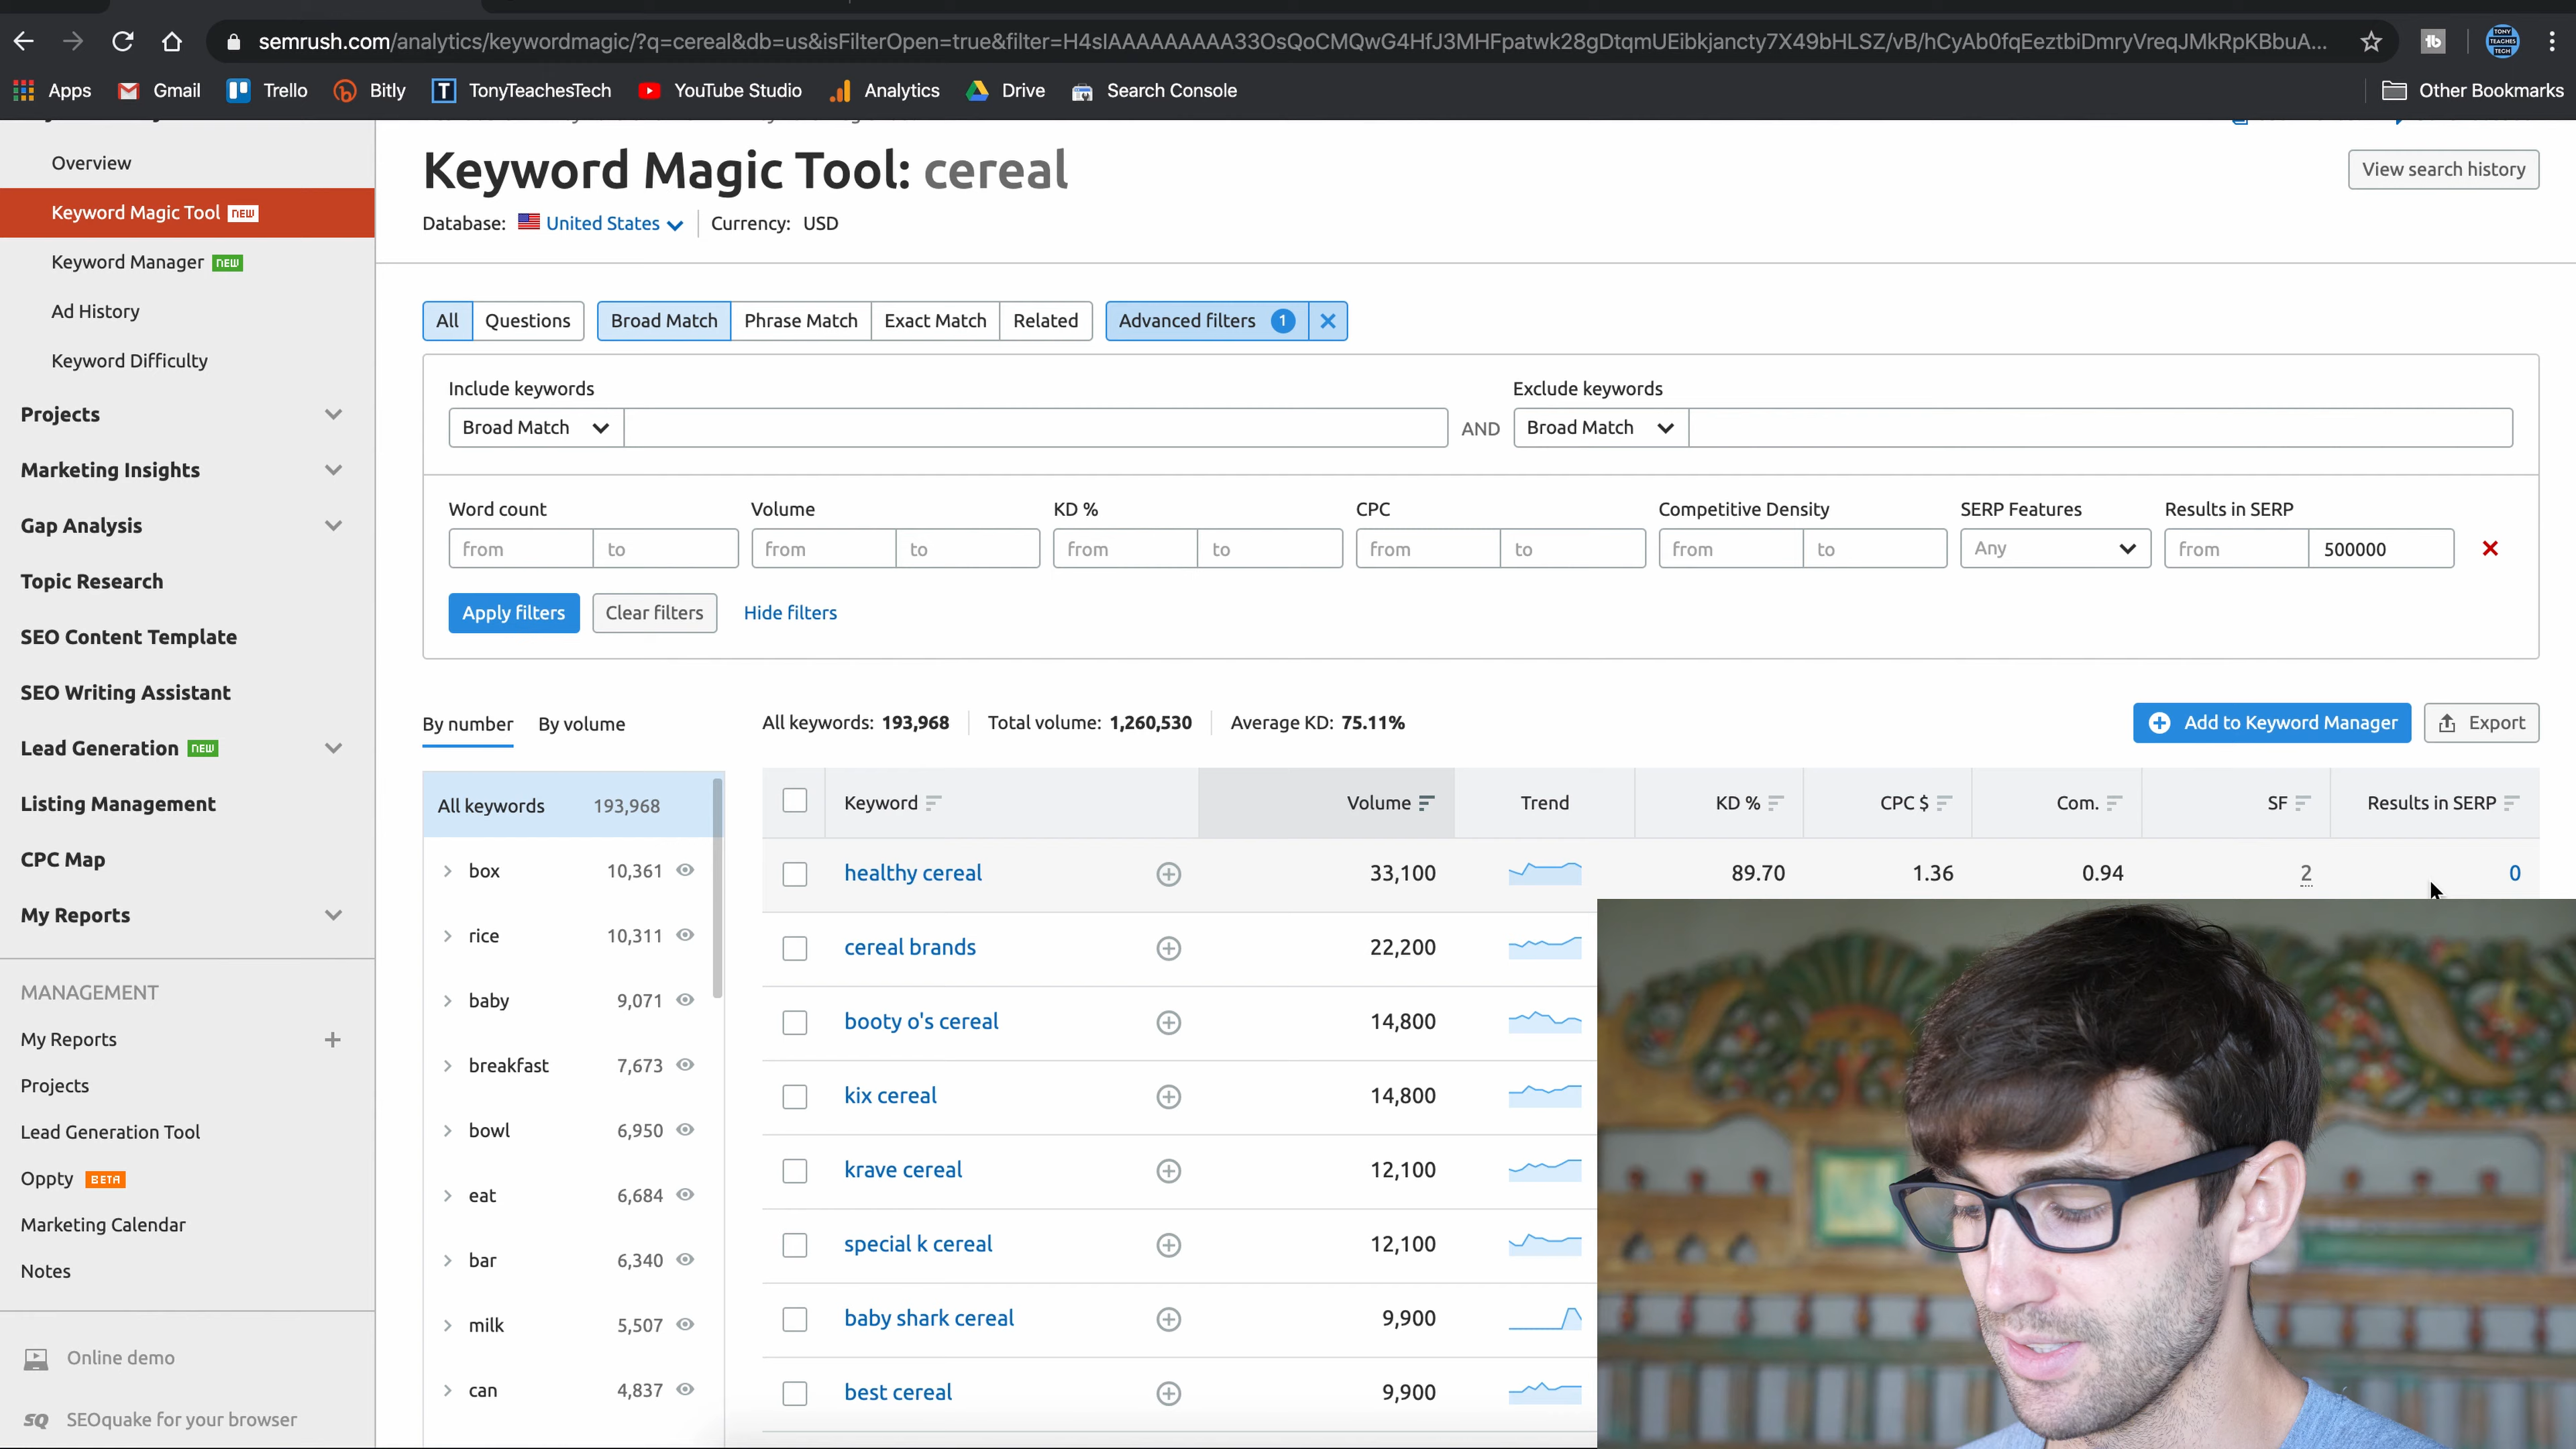 semrush.com/analytics/keywordmagic/?q=cereal&db=us&isFilterOpen=true&filter=
Apps Gmail Trello Bitly TonyTeachesTech YouTube Studio Analytics Drive Search Console Other Bookmarks
Overview
Keyword Magic Tool NEW
Keyword Manager NEW
Ad History
Keyword Difficulty
Projects
Marketing Insights
Gap Analysis
Topic Research
SEO Content Template
SEO Writing Assistant
Lead Generation NEW
Listing Management
CPC Map
My Reports
MANAGEMENT
My Reports
Projects
Lead Generation Tool
Oppty BETA
Marketing Calendar
Notes
Online demo
SQ SEOquake for your browser
Keyword Magic Tool: cereal
View search history
Database: United States Currency: USD
All Questions Broad Match Phrase Match Exact Match Related Advanced filters 1
Include keywords Exclude keywords
Broad Match AND Broad Match
Word count Volume KD % CPC Competitive Density SERP Features Results in SERP
from to from to from to from to from to Any from 500000
Apply filters Clear filters Hide filters
By number By volume
All keywords: 193,968 Total volume: 1,260,530 Average KD: 75.11%
Add to Keyword Manager Export
All keywords 193,968
box 10,361
rice 10,311
baby 9,071
breakfast 7,673
bowl 6,950
eat 6,684
bar 6,340
milk 5,507
can 4,837
Keyword Volume Trend KD % CPC $ Com. SF Results in SERP
healthy cereal 33,100 89.70 1.36 0.94 2 0
cereal brands 22,200
booty o's cereal 14,800
kix cereal 14,800
krave cereal 12,100
special k cereal 12,100
baby shark cereal 9,900
best cereal 9,900
TONY
TEACHES
TECH